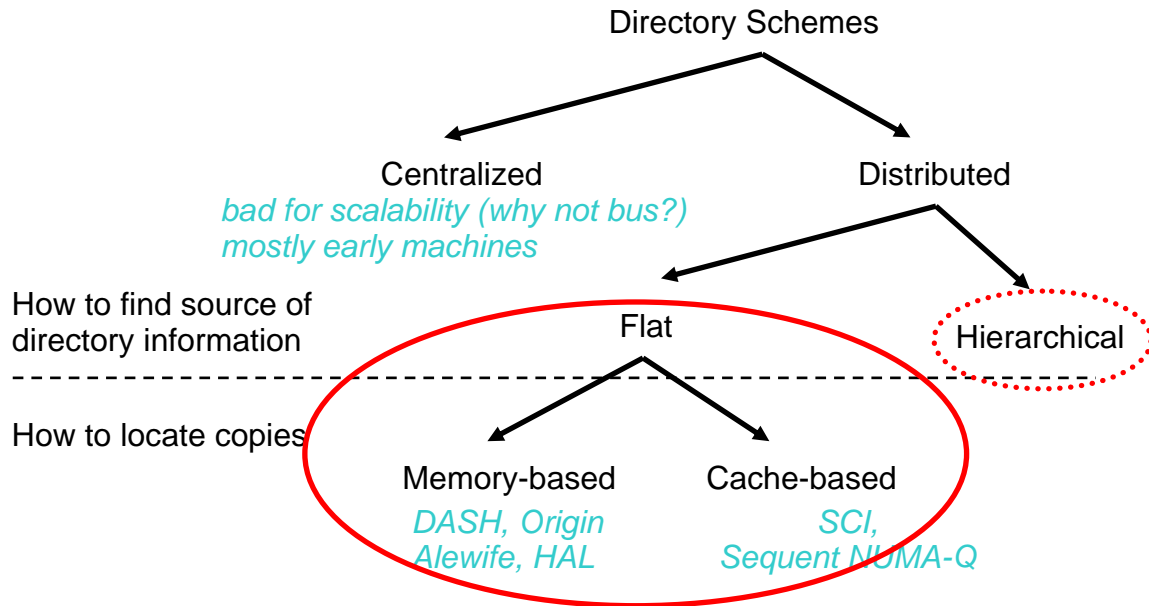 Directory Schemes
Centralized
bad for scalability (why not bus?)
mostly early machines
Distributed
How to find source of
directory information
Flat
Hierarchical
How to locate copies
Memory-based
DASH, Origin
Alewife, HAL
Cache-based
SCI,
Sequent NUMA-Q